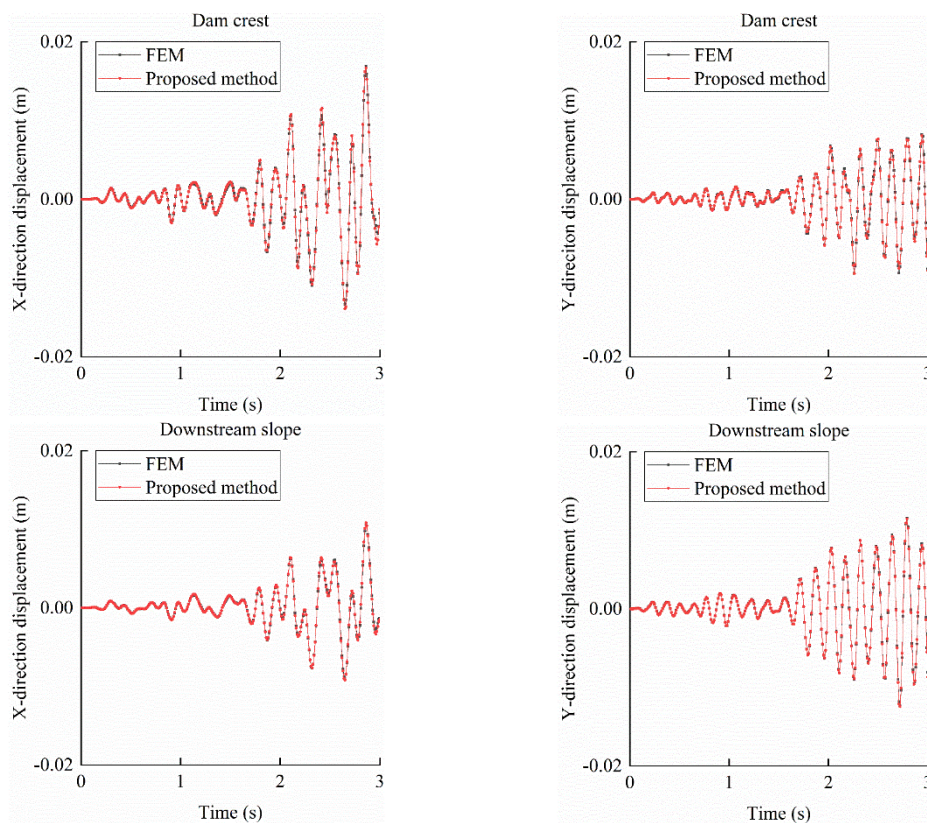 Dam crest
0.02
FEM
Proposed method
X-direction displacement (m)
0.00
-0.02
0
1
2
3
Time (s)
Dam crest
0.02
FEM
Proposed method
Y-direction displacement (m)
0.00
-0.02
0
1
2
3
Time (s)
Downstream slope
0.02
FEM
Proposed method
X-direction displacement (m)
0.00
-0.02
0
1
2
3
Time (s)
Downstream slope
0.02
FEM
Proposed method
Y-direction displacement (m)
0.00
-0.02
0
1
2
3
Time (s)